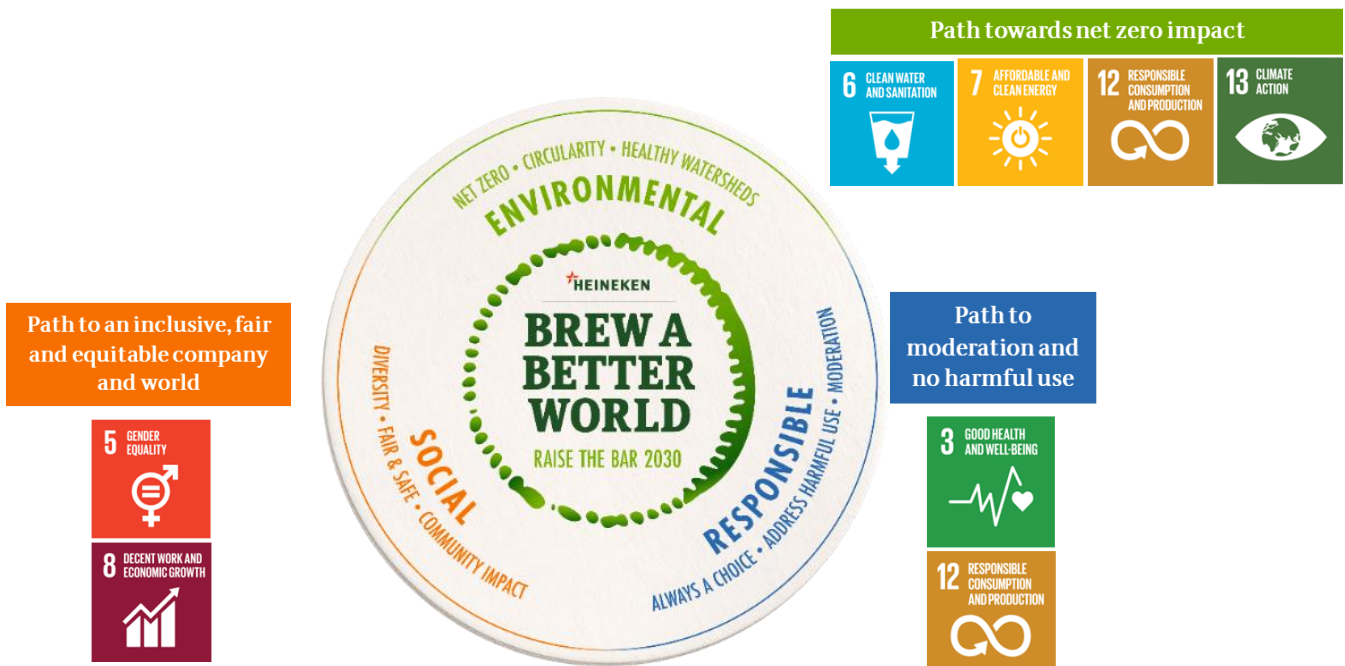 Path towards net zero impact
6 CLEAN WATER
AND SANITATION
7 AFFORDABLE AND
CLEAN ENERGY
12 RESPONSIBLE
CONSUMPTION
AND PRODUCTION
13 CLIMATE
ACTION
NET ZERO • CIRCULARITY • HEALTHY WATERSHEDS
ENVIRONMENTAL
HEINEKEN
BREW A
BETTER
WORLD
RAISE THE BAR 2030
SOCIAL
DIVERSITY • FAIR & SAFE • COMMUNITY IMPACT
RESPONSIBLE
ALWAYS A CHOICE • ADDRESS HARMFUL USE • MODERATION
Path to an inclusive, fair
and equitable company
and world
5 GENDER
EQUALITY
8 DECENT WORK AND
ECONOMIC GROWTH
Path to
moderation and
no harmful use
3 GOOD HEALTH
AND WELL-BEING
12 RESPONSIBLE
CONSUMPTION
AND PRODUCTION